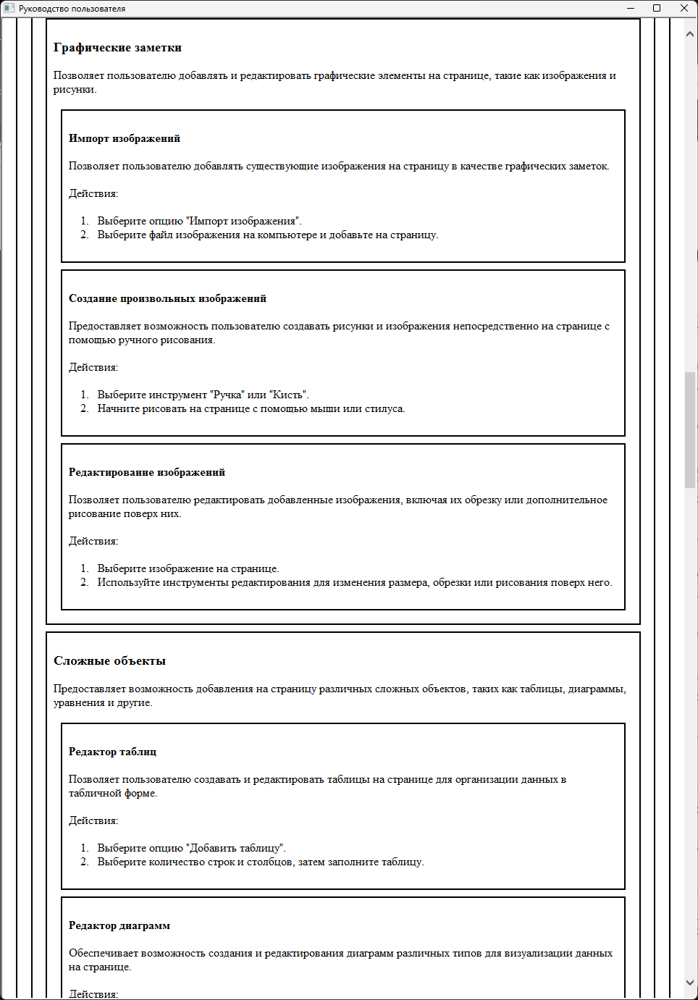 Руководство пользователя
Графические заметки
Позволяет пользователю добавлять и редактировать графические элементы на странице, такие как изображения и
рисунки.
Импорт изображений
Позволяет пользователю добавлять существующие изображения на страницу в качестве графических заметок.
Действия:
1. Выберите опцию "Импорт изображения".
2. Выберите файл изображения на компьютере и добавьте на страницу.
Создание произвольных изображений
Предоставляет возможность пользователю создавать рисунки и изображения непосредственно на странице с
помощью ручного рисования.
Действия:
1. Выберите инструмент "Ручка" или "Кисть".
2. Начните рисовать на странице с помощью мыши или стилуса.
Редактирование изображений
Позволяет пользователю редактировать добавленные изображения, включая их обрезку или дополнительное
рисование поверх них.
Действия:
1. Выберите изображение на странице.
2. Используйте инструменты редактирования для изменения размера, обрезки или рисования поверх него.
Сложные объекты
Предоставляет возможность добавления на страницу различных сложных объектов, таких как таблицы, диаграммы,
уравнения и другие.
Редактор таблиц
Позволяет пользователю создавать и редактировать таблицы на странице для организации данных в
табличной форме.
Действия:
1. Выберите опцию "Добавить таблицу".
2. Выберите количество строк и столбцов, затем заполните таблицу.
Редактор диаграмм
Обеспечивает возможность создания и редактирования диаграмм различных типов для визуализации данных
на странице.
Действия: